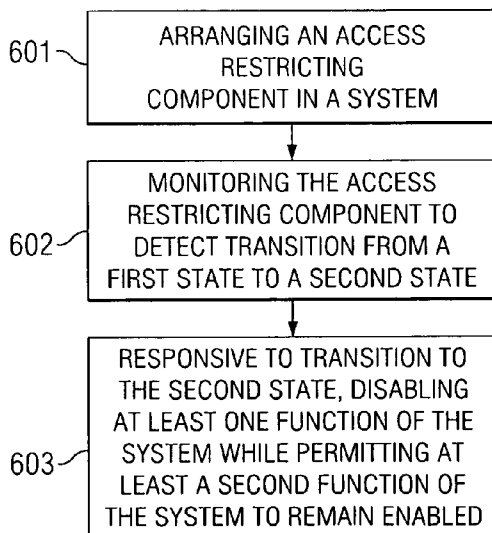 601
ARRANGING AN ACCESS
RESTRICTING
COMPONENT IN A SYSTEM
602
MONITORING THE ACCESS
RESTRICTING COMPONENT TO
DETECT TRANSITION FROM A
FIRST STATE TO A SECOND STATE
603
RESPONSIVE TO TRANSITION TO
THE SECOND STATE, DISABLING
AT LEAST ONE FUNCTION OF THE
SYSTEM WHILE PERMITTING AT
LEAST A SECOND FUNCTION OF
THE SYSTEM TO REMAIN ENABLED